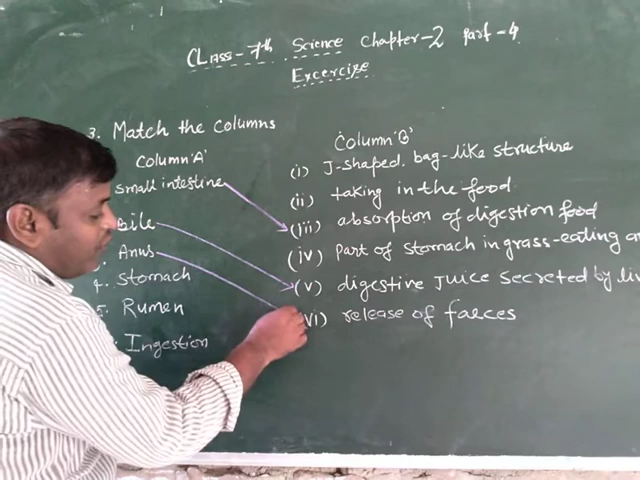 Class-7th Science Chapter-2 Part-4
Excercize
3. Match the columns
Column 'A'
Column 'B'
Small intestine
(i) J-shaped. bag-like structure
(ii) taking in the food
Bile
(iii) absorption of digestion food
Anus
(iv) Part of stomach in grass-eating
4. Stomach
(v) digestive Juice Secreted by
5. Rumen
(vi) release of faeces
Ingestion